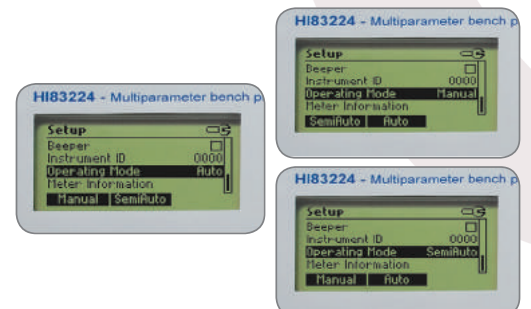 HI83224 - Multiparameter bench p
Setup
Beeper
Instrument ID 0000
Operating Mode Auto
Meter Information
Manual SemiAuto
HI83224 - Multiparameter bench p
Setup
Beeper
Instrument ID 0000
Operating Mode Manual
Meter Information
SemiAuto Auto
HI83224 - Multiparameter bench p
Setup
Beeper
Instrument ID 0000
Operating Mode SemiAuto
Meter Information
Manual Auto